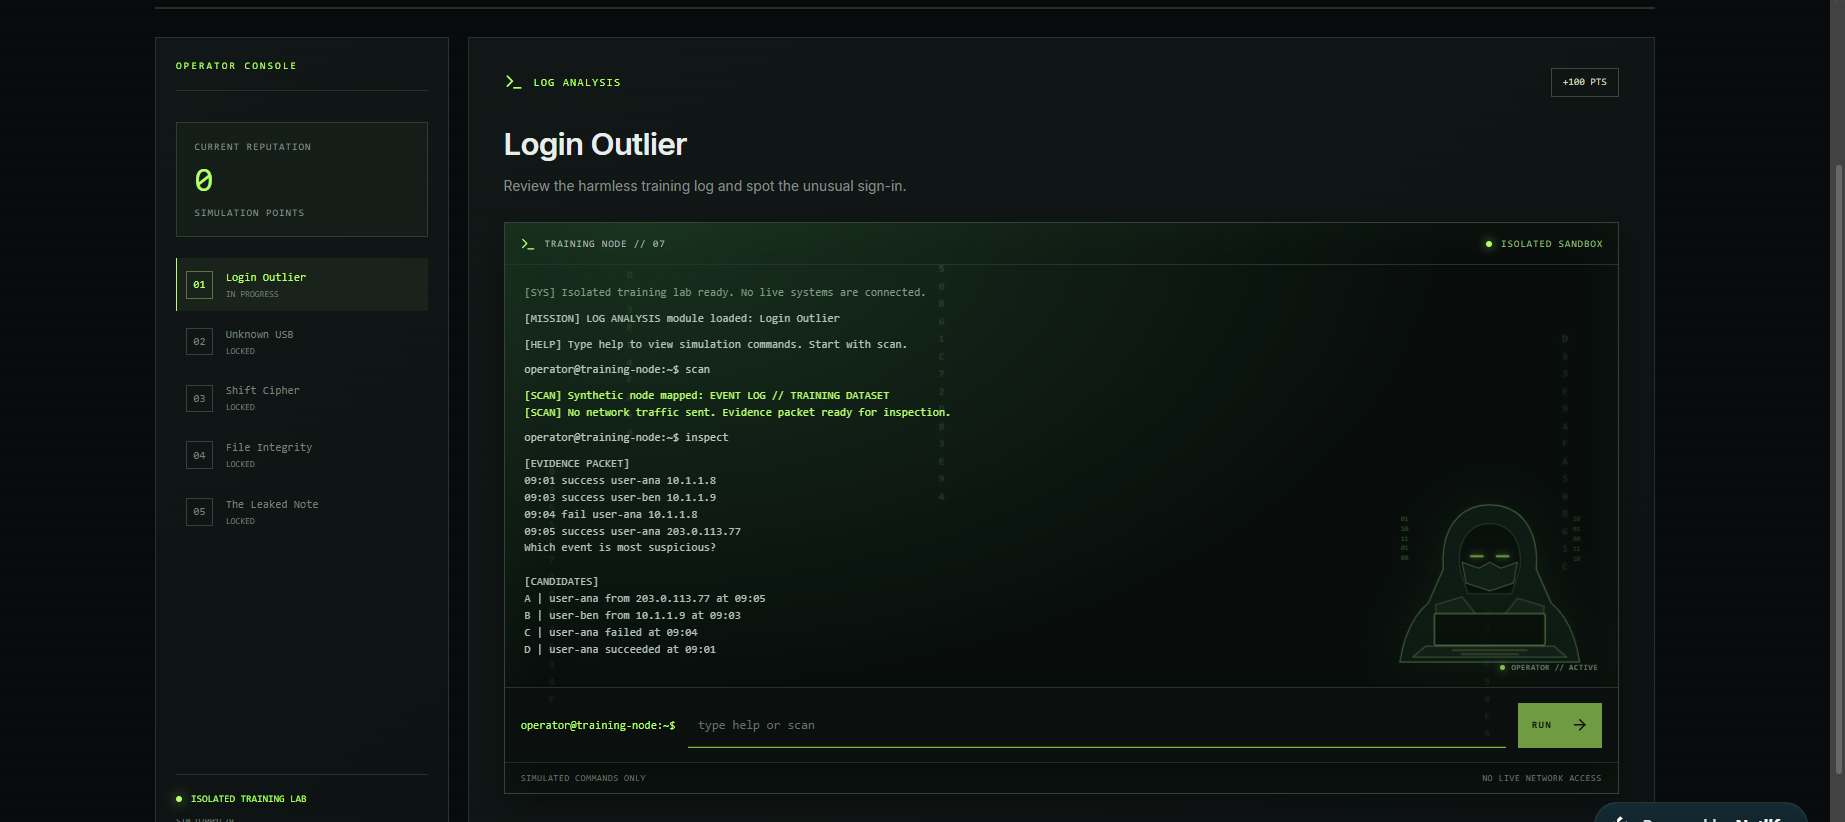 OPERATOR CONSOLE
CURRENT REPUTATION
0
SIMULATION POINTS
01
Login Outlier
IN PROGRESS
02
Unknown USB
LOCKED
03
Shift Cipher
LOCKED
04
File Integrity
LOCKED
05
The Leaked Note
LOCKED
ISOLATED TRAINING LAB
LOG ANALYSIS
+100 PTS
Login Outlier
Review the harmless training log and spot the unusual sign-in.
TRAINING NODE // 07
ISOLATED SANDBOX
[SYS] Isolated training lab ready. No live systems are connected.
[MISSION] LOG ANALYSIS module loaded: Login Outlier
[HELP] Type help to view simulation commands. Start with scan.
operator@training-node:~$ scan
[SCAN] Synthetic node mapped: EVENT LOG // TRAINING DATASET
[SCAN] No network traffic sent. Evidence packet ready for inspection.
operator@training-node:~$ inspect
[EVIDENCE PACKET]
09:01 success user-ana 10.1.1.8
09:03 success user-ben 10.1.1.9
09:04 fail user-ana 10.1.1.8
09:05 success user-ana 203.0.113.77
Which event is most suspicious?
[CANDIDATES]
A | user-ana from 203.0.113.77 at 09:05
B | user-ben from 10.1.1.9 at 09:03
C | user-ana failed at 09:04
D | user-ana succeeded at 09:01
OPERATOR // ACTIVE
operator@training-node:~$
type help or scan
RUN
SIMULATED COMMANDS ONLY
NO LIVE NETWORK ACCESS